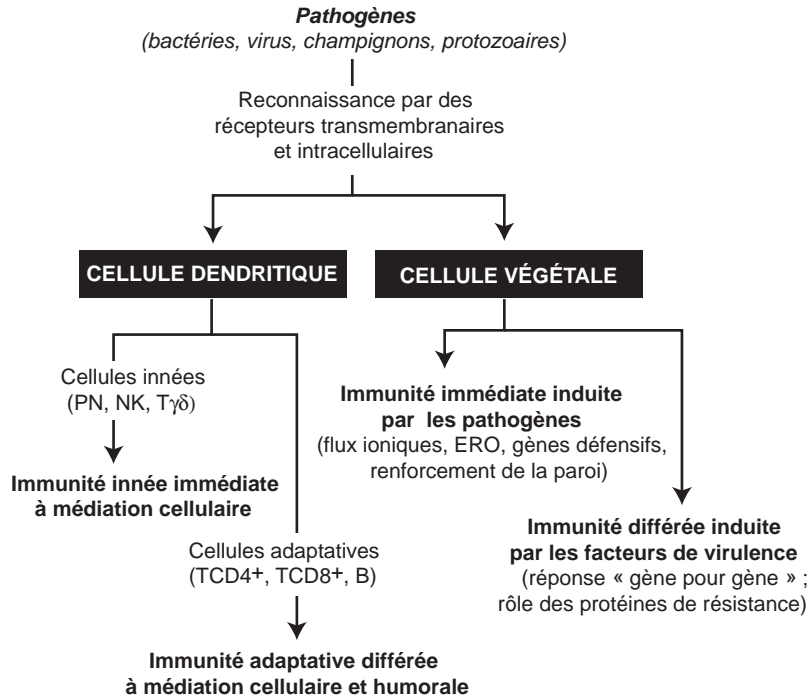 Pathogènes
(bactéries, virus, champignons, protozoaires)
Reconnaissance par des
récepteurs transmembranaires
et intracellulaires
CELLULE DENDRITIQUE
CELLULE VÉGÉTALE
Cellules innées
(PN, NK, Tγδ)
Immunité innée immédiate
à médiation cellulaire
Cellules adaptatives
(TCD4+, TCD8+, B)
Immunité adaptative différée
à médiation cellulaire et humorale
Immunité immédiate induite
par les pathogènes
(flux ioniques, ERO, gènes défensifs,
renforcement de la paroi)
Immunité différée induite
par les facteurs de virulence
(réponse « gène pour gène » ;
rôle des protéines de résistance)